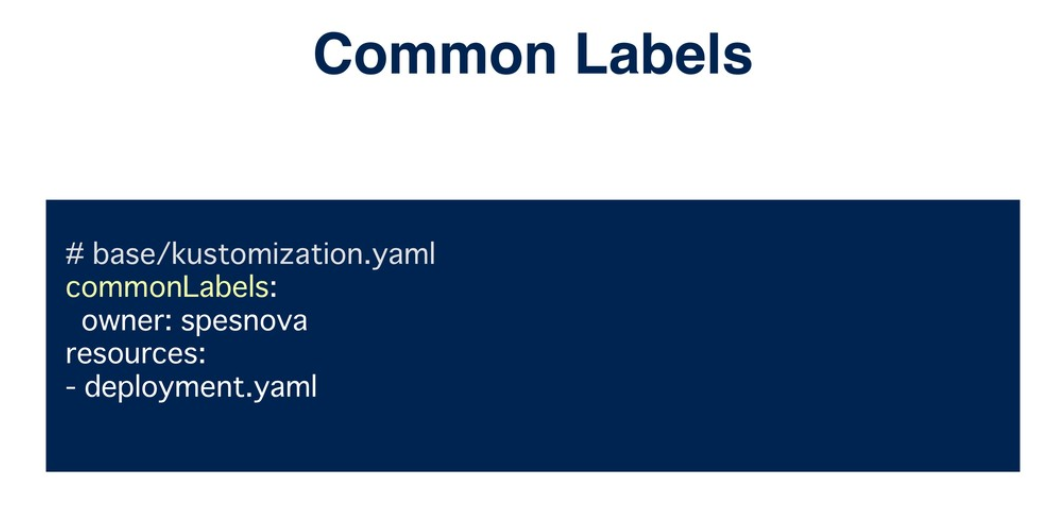 Common Labels
# base/kustomization.yaml
commonLabels:
  owner: spesnova
resources:
- deployment.yaml